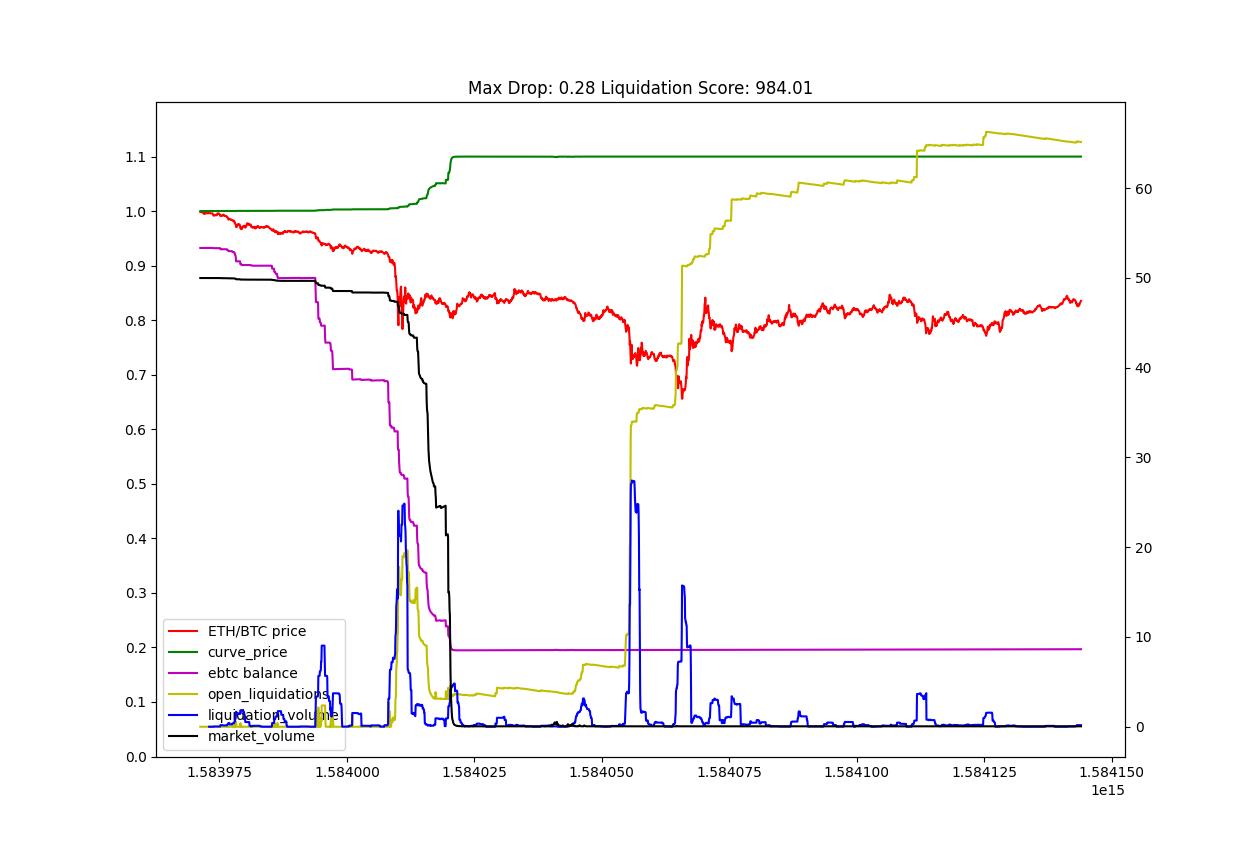 Max Drop: 0.28 Liquidation Score: 984.01
1.1
1.0
0.9
0.8
0.7
0.6
0.5
0.4
0.3
0.2
0.1
0.0
60
50
40
30
20
10
0
ETH/BTC price
curve_price
ebtc balance
open_liquidations
liquidation_volume
market_volume
1.583975 1.584000 1.584025 1.584050 1.584075 1.584100 1.584125 1.584150
1e15